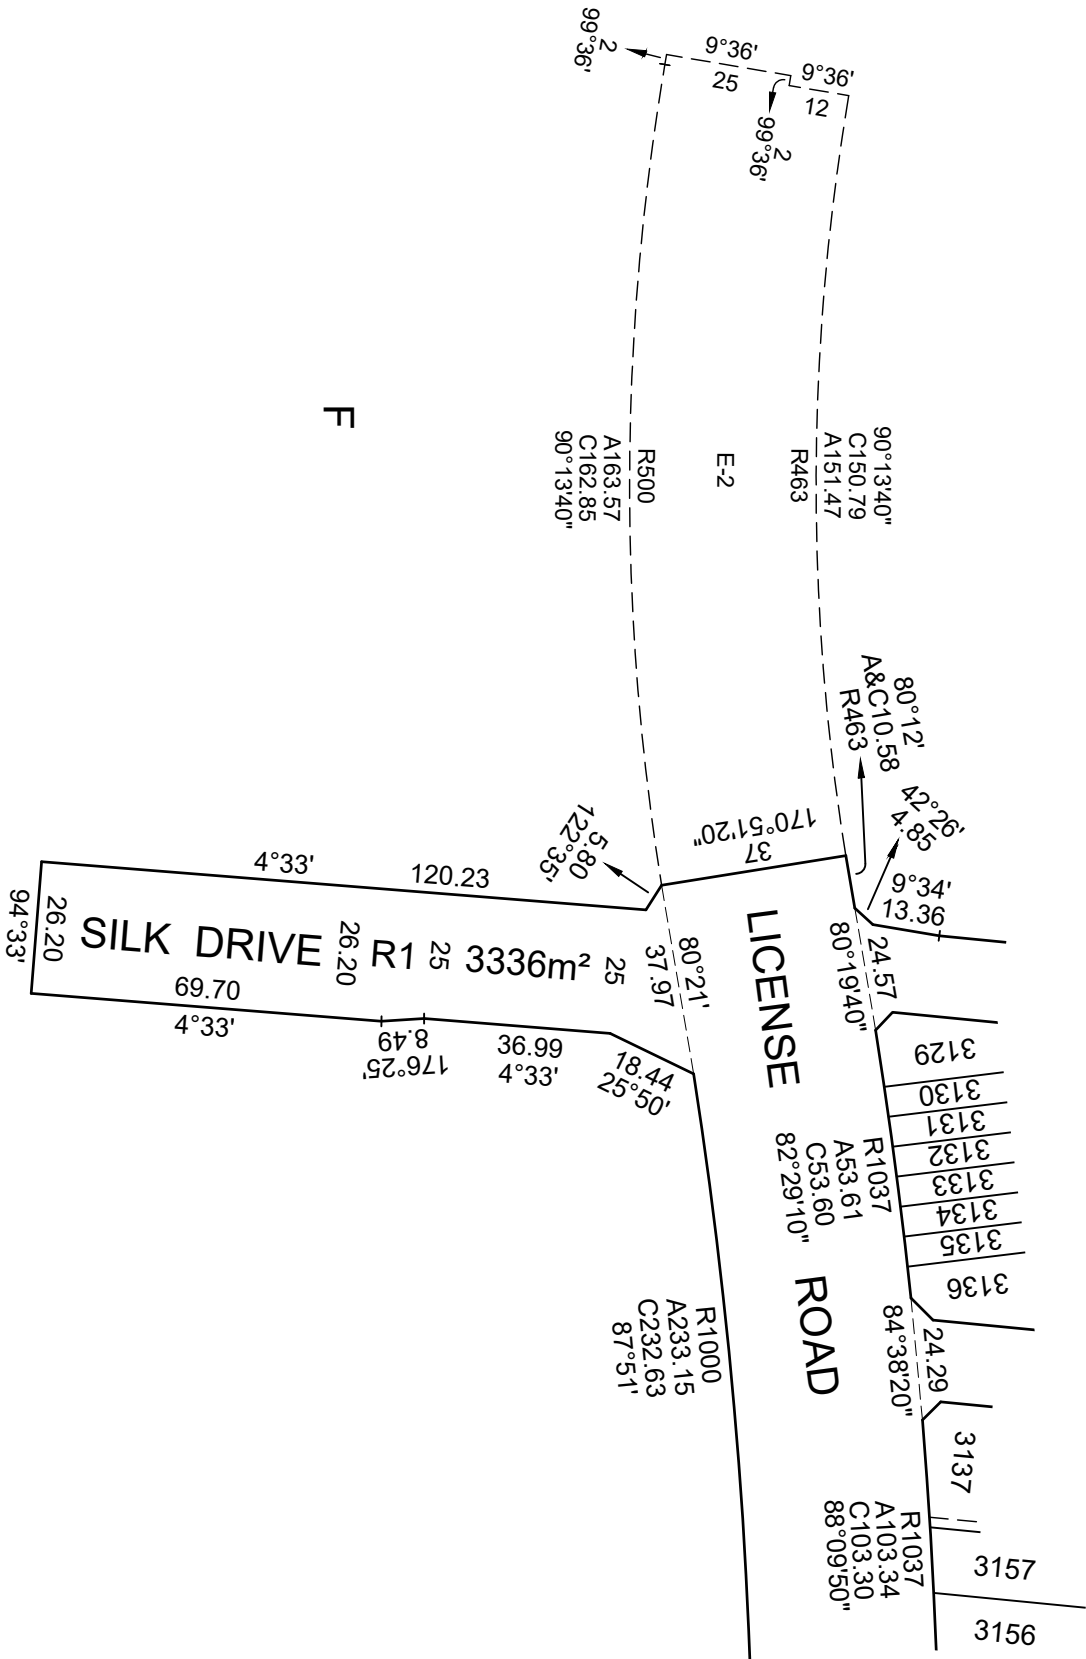 2
99°36'
9°36'
25
9°36'
12
2
99°36'
F
R500
A163.57
C162.85
90°13'40"
E-2
90°13'40"
C150.79
A151.47
R463
80°12'
A&C10.58
R463
42°26'
4.85
9°34'
13.36
170°51'20"
37
5.80
122°35'
4°33'
120.23
26.20
94°33'
SILK DRIVE
26.20
R1
25
3336m²
25
69.70
4°33'
8.49
176°25'
36.99
4°33'
18.44
25°50'
80°21'
37.97
LICENSE ROAD
24.57
80°19'40"
3129
3130
3131
3132
3133
3134
3135
3136
R1037
A53.61
C53.60
82°29'10"
R1000
A233.15
C232.63
87°51'
24.29
84°38'20"
3137
R1037
A103.34
C103.30
88°09'50"
3157
3156